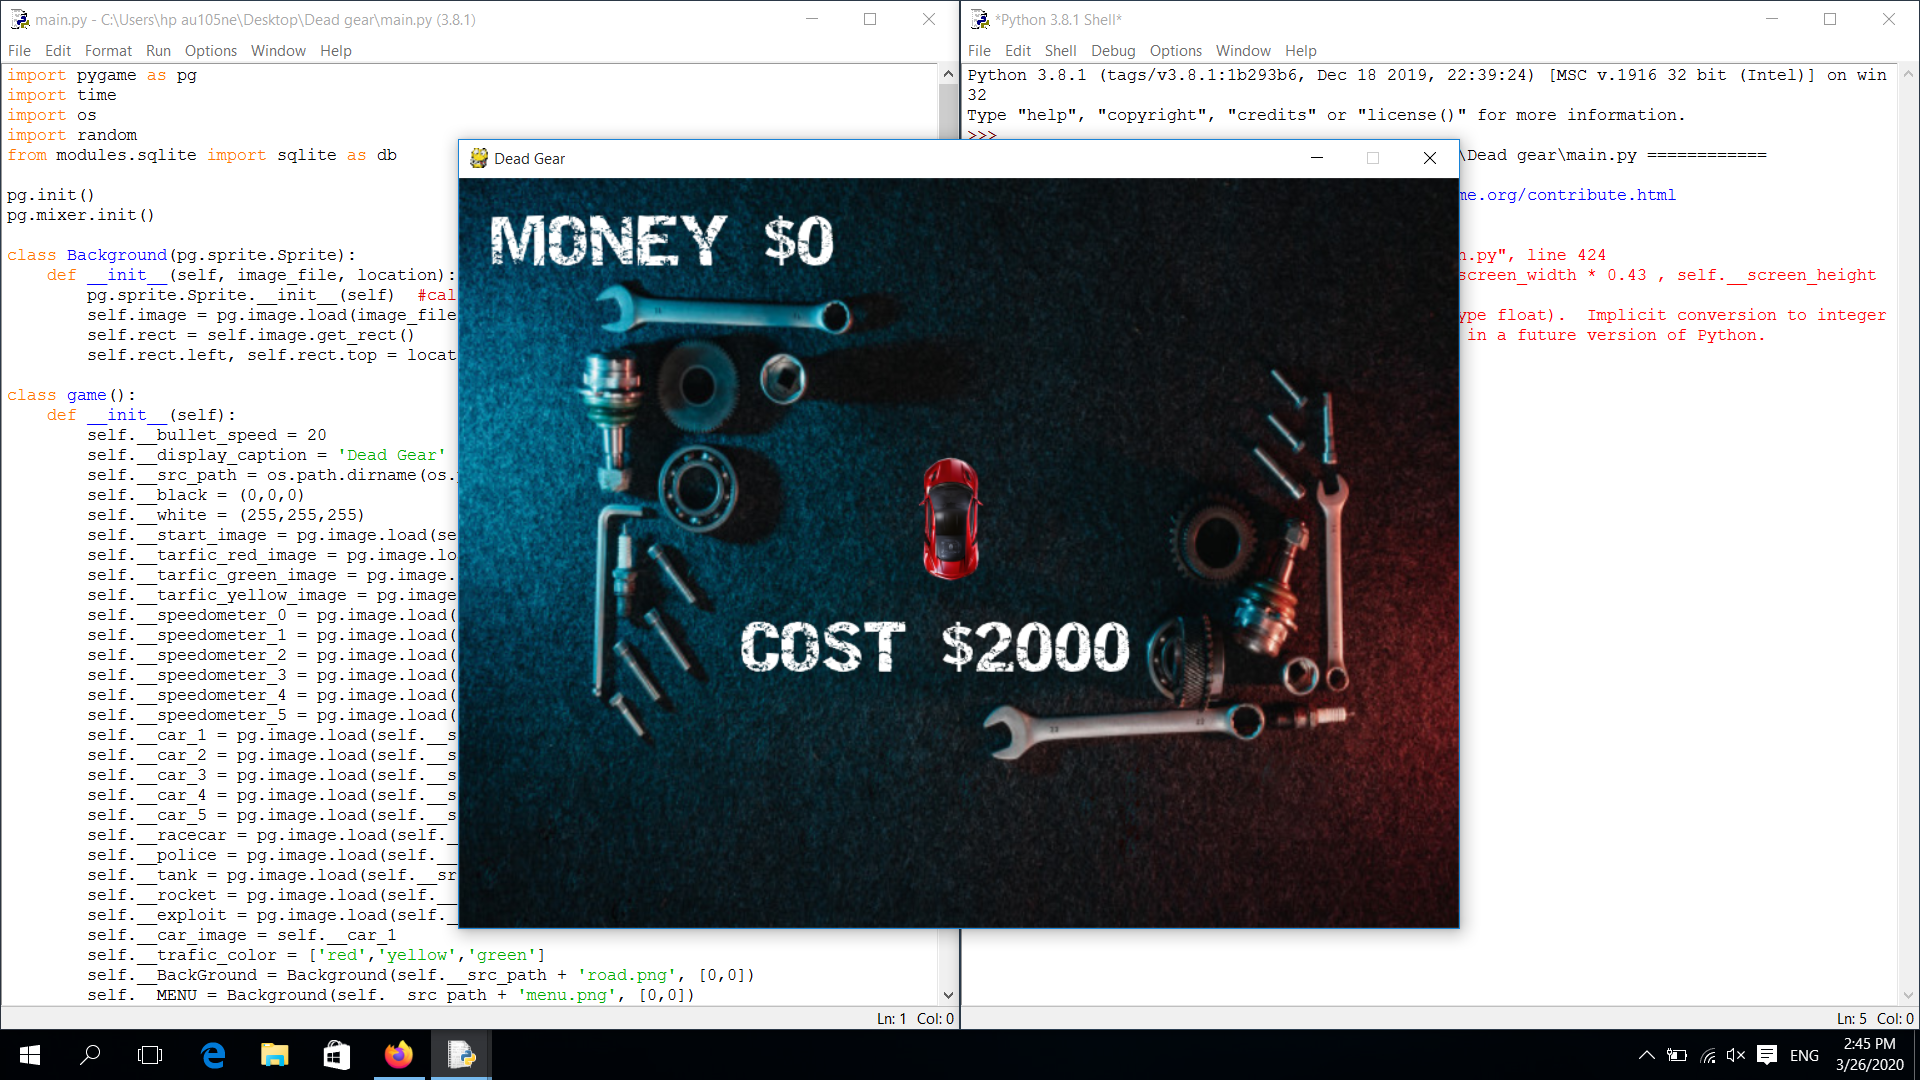 main.py - C:\Users\hp au105ne\Desktop\Dead gear\main.py (3.8.1)
File Edit Format Run Options Window Help
import pygame as pg
import time
import os
import random
from modules.sqlite import sqlite as db
pg.init()
pg.mixer.init()
class Background(pg.sprite.Sprite):
def __init__(self, image_file, location):
pg.sprite.Sprite.__init__(self)  #cal
self.image = pg.image.load(image_file
self.rect = self.image.get_rect()
self.rect.left, self.rect.top = locat
class game():
def __init__(self):
self.__bullet_speed = 20
self.__display_caption = 'Dead Gear'
self.__src_path = os.path.dirname(os.
self.__black = (0,0,0)
self.__white = (255,255,255)
self.__start_image = pg.image.load(se
self.__tarfic_red_image = pg.image.lo
self.__tarfic_green_image = pg.image.
self.__tarfic_yellow_image = pg.image
self.__speedometer_0 = pg.image.load(
self.__speedometer_1 = pg.image.load(
self.__speedometer_2 = pg.image.load(
self.__speedometer_3 = pg.image.load(
self.__speedometer_4 = pg.image.load(
self.__speedometer_5 = pg.image.load(
self.__car_1 = pg.image.load(self.__s
self.__car_2 = pg.image.load(self.__s
self.__car_3 = pg.image.load(self.__s
self.__car_4 = pg.image.load(self.__s
self.__car_5 = pg.image.load(self.__s
self.__racecar = pg.image.load(self._
self.__police = pg.image.load(self.__
self.__tank = pg.image.load(self.__sr
self.__rocket = pg.image.load(self.__
self.__exploit = pg.image.load(self._
self.__car_image = self.__car_1
self.__trafic_color = ['red','yellow','green']
self.__BackGround = Background(self.__src_path + 'road.png', [0,0])
self.__MENU = Background(self.__src_path + 'menu.png', [0,0])
Ln: 1 Col: 0
Dead Gear
MONEY $0
COST $2000
*Python 3.8.1 Shell*
File Edit Shell Debug Options Window Help
Python 3.8.1 (tags/v3.8.1:1b293b6, Dec 18 2019, 22:39:24) [MSC v.1916 32 bit (Intel)] on win
32
Type "help", "copyright", "credits" or "license()" for more information.
>>>
\Dead gear\main.py ============
me.org/contribute.html
n.py", line 424
screen_width * 0.43 , self.__screen_height
ype float).  Implicit conversion to integer
in a future version of Python.
Ln: 5 Col: 0
ENG
2:45 PM
3/26/2020